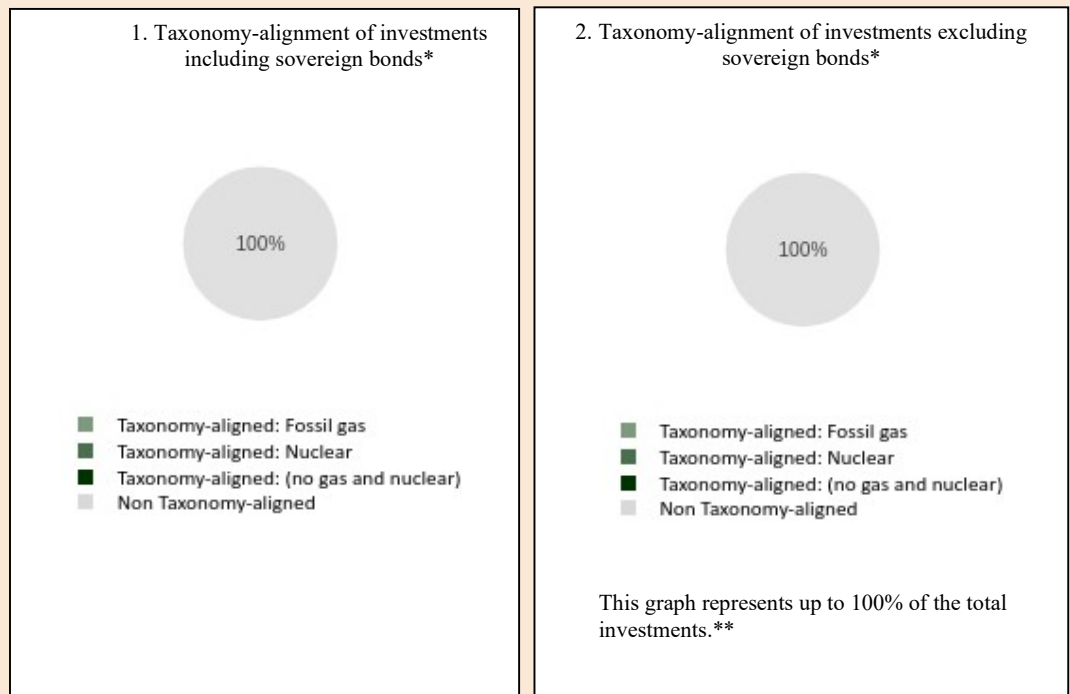 1. Taxonomy-alignment of investments
including sovereign bonds*
100%
Taxonomy-aligned: Fossil gas
Taxonomy-aligned: Nuclear
Taxonomy-aligned: (no gas and nuclear)
Non Taxonomy-aligned
2. Taxonomy-alignment of investments excluding
sovereign bonds*
100%
Taxonomy-aligned: Fossil gas
Taxonomy-aligned: Nuclear
Taxonomy-aligned: (no gas and nuclear)
Non Taxonomy-aligned
This graph represents up to 100% of the total
investments.**